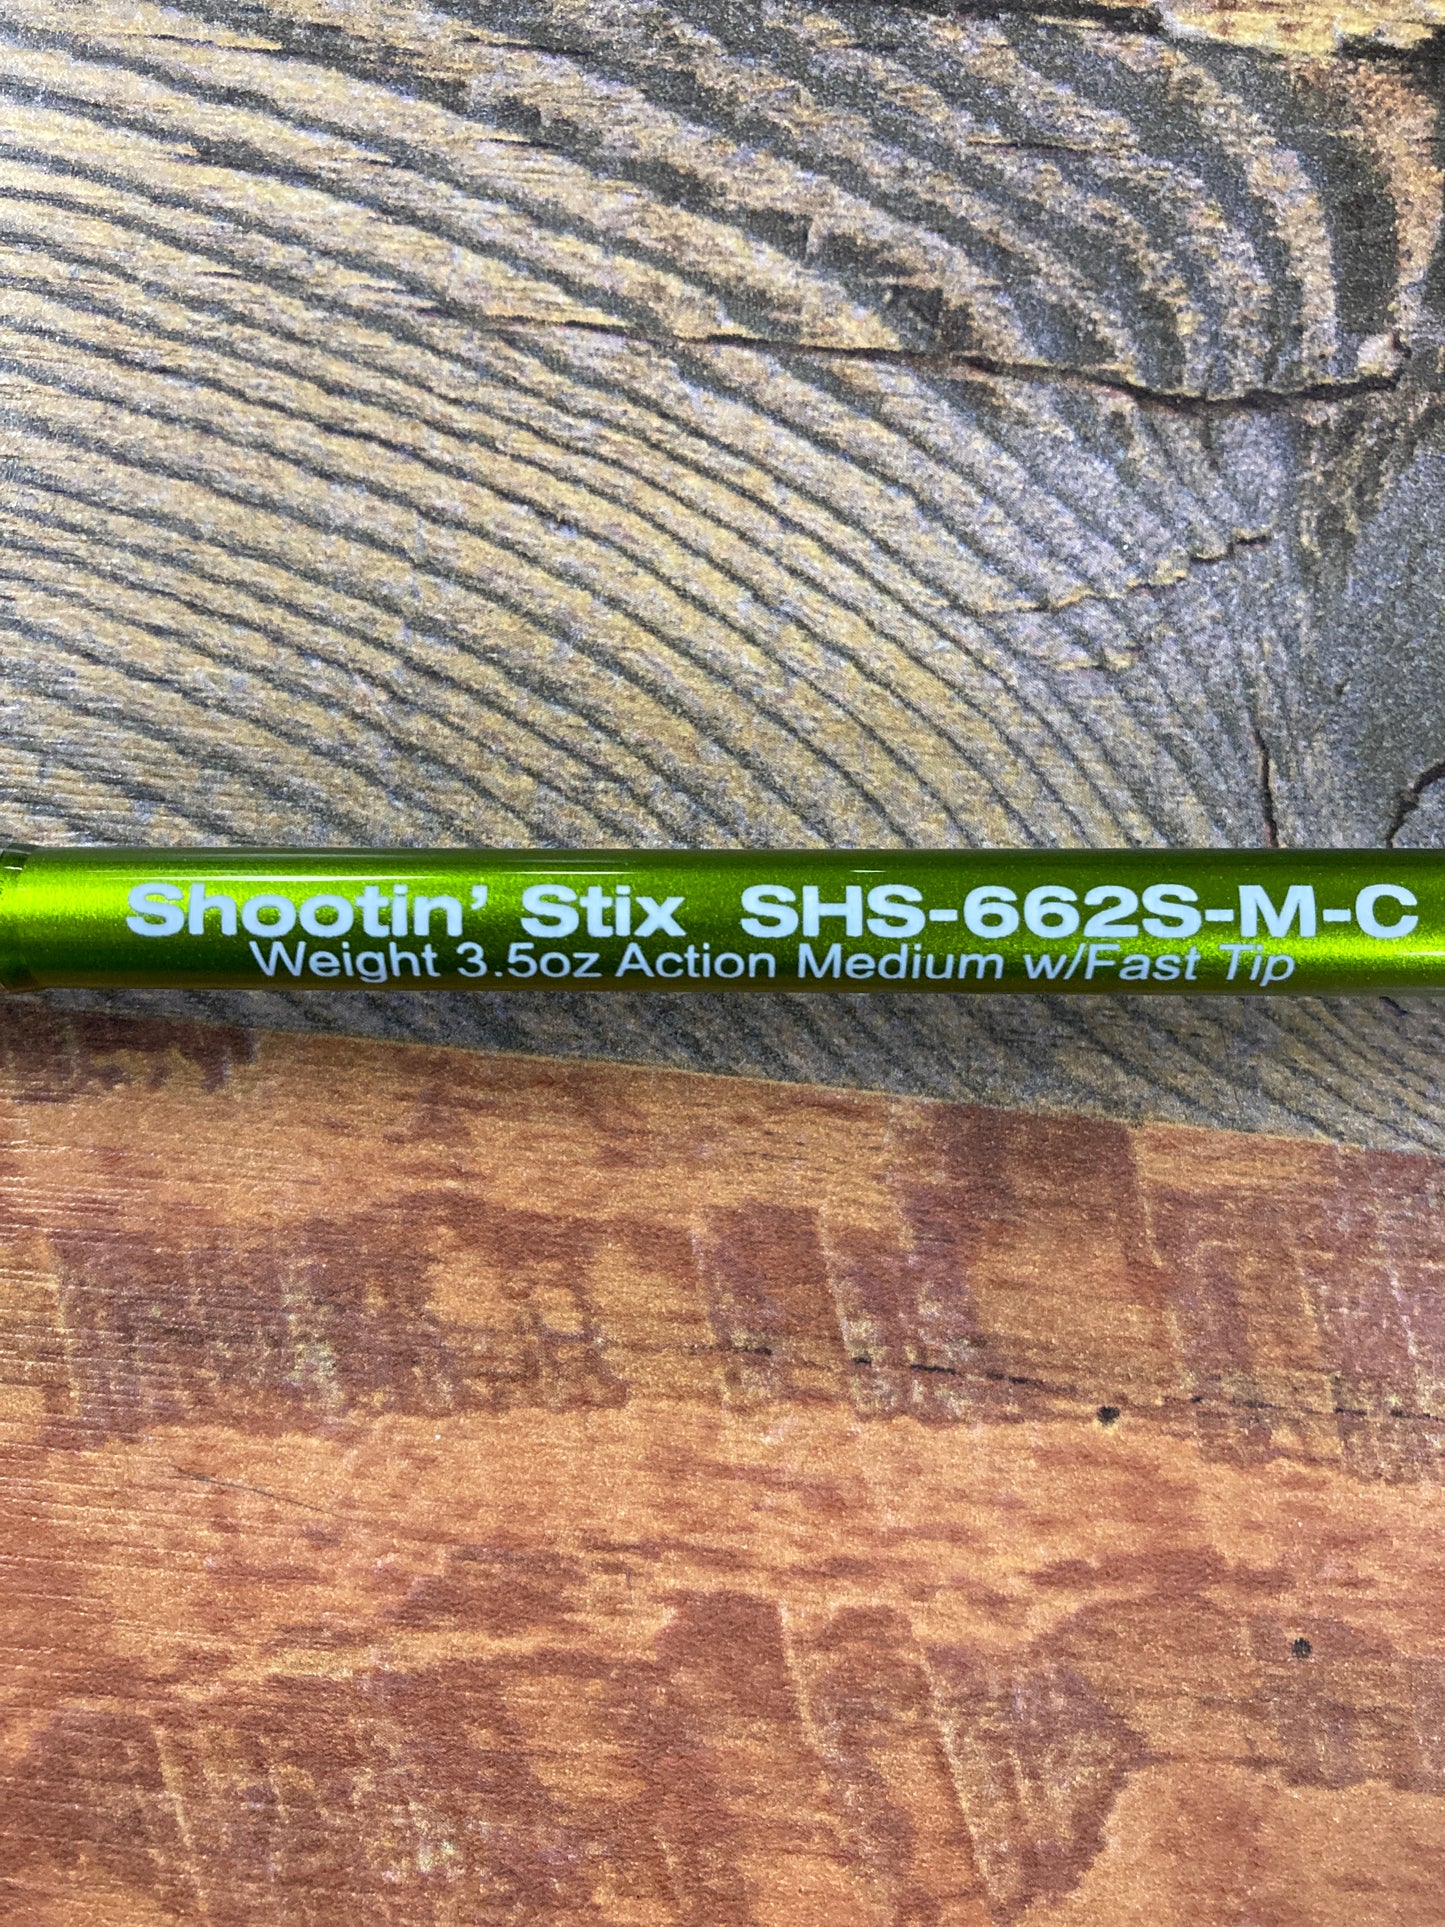 Shootin' Stix SHS-662S-M-C
Weight 3.5oz Action Medium w/Fast Tip